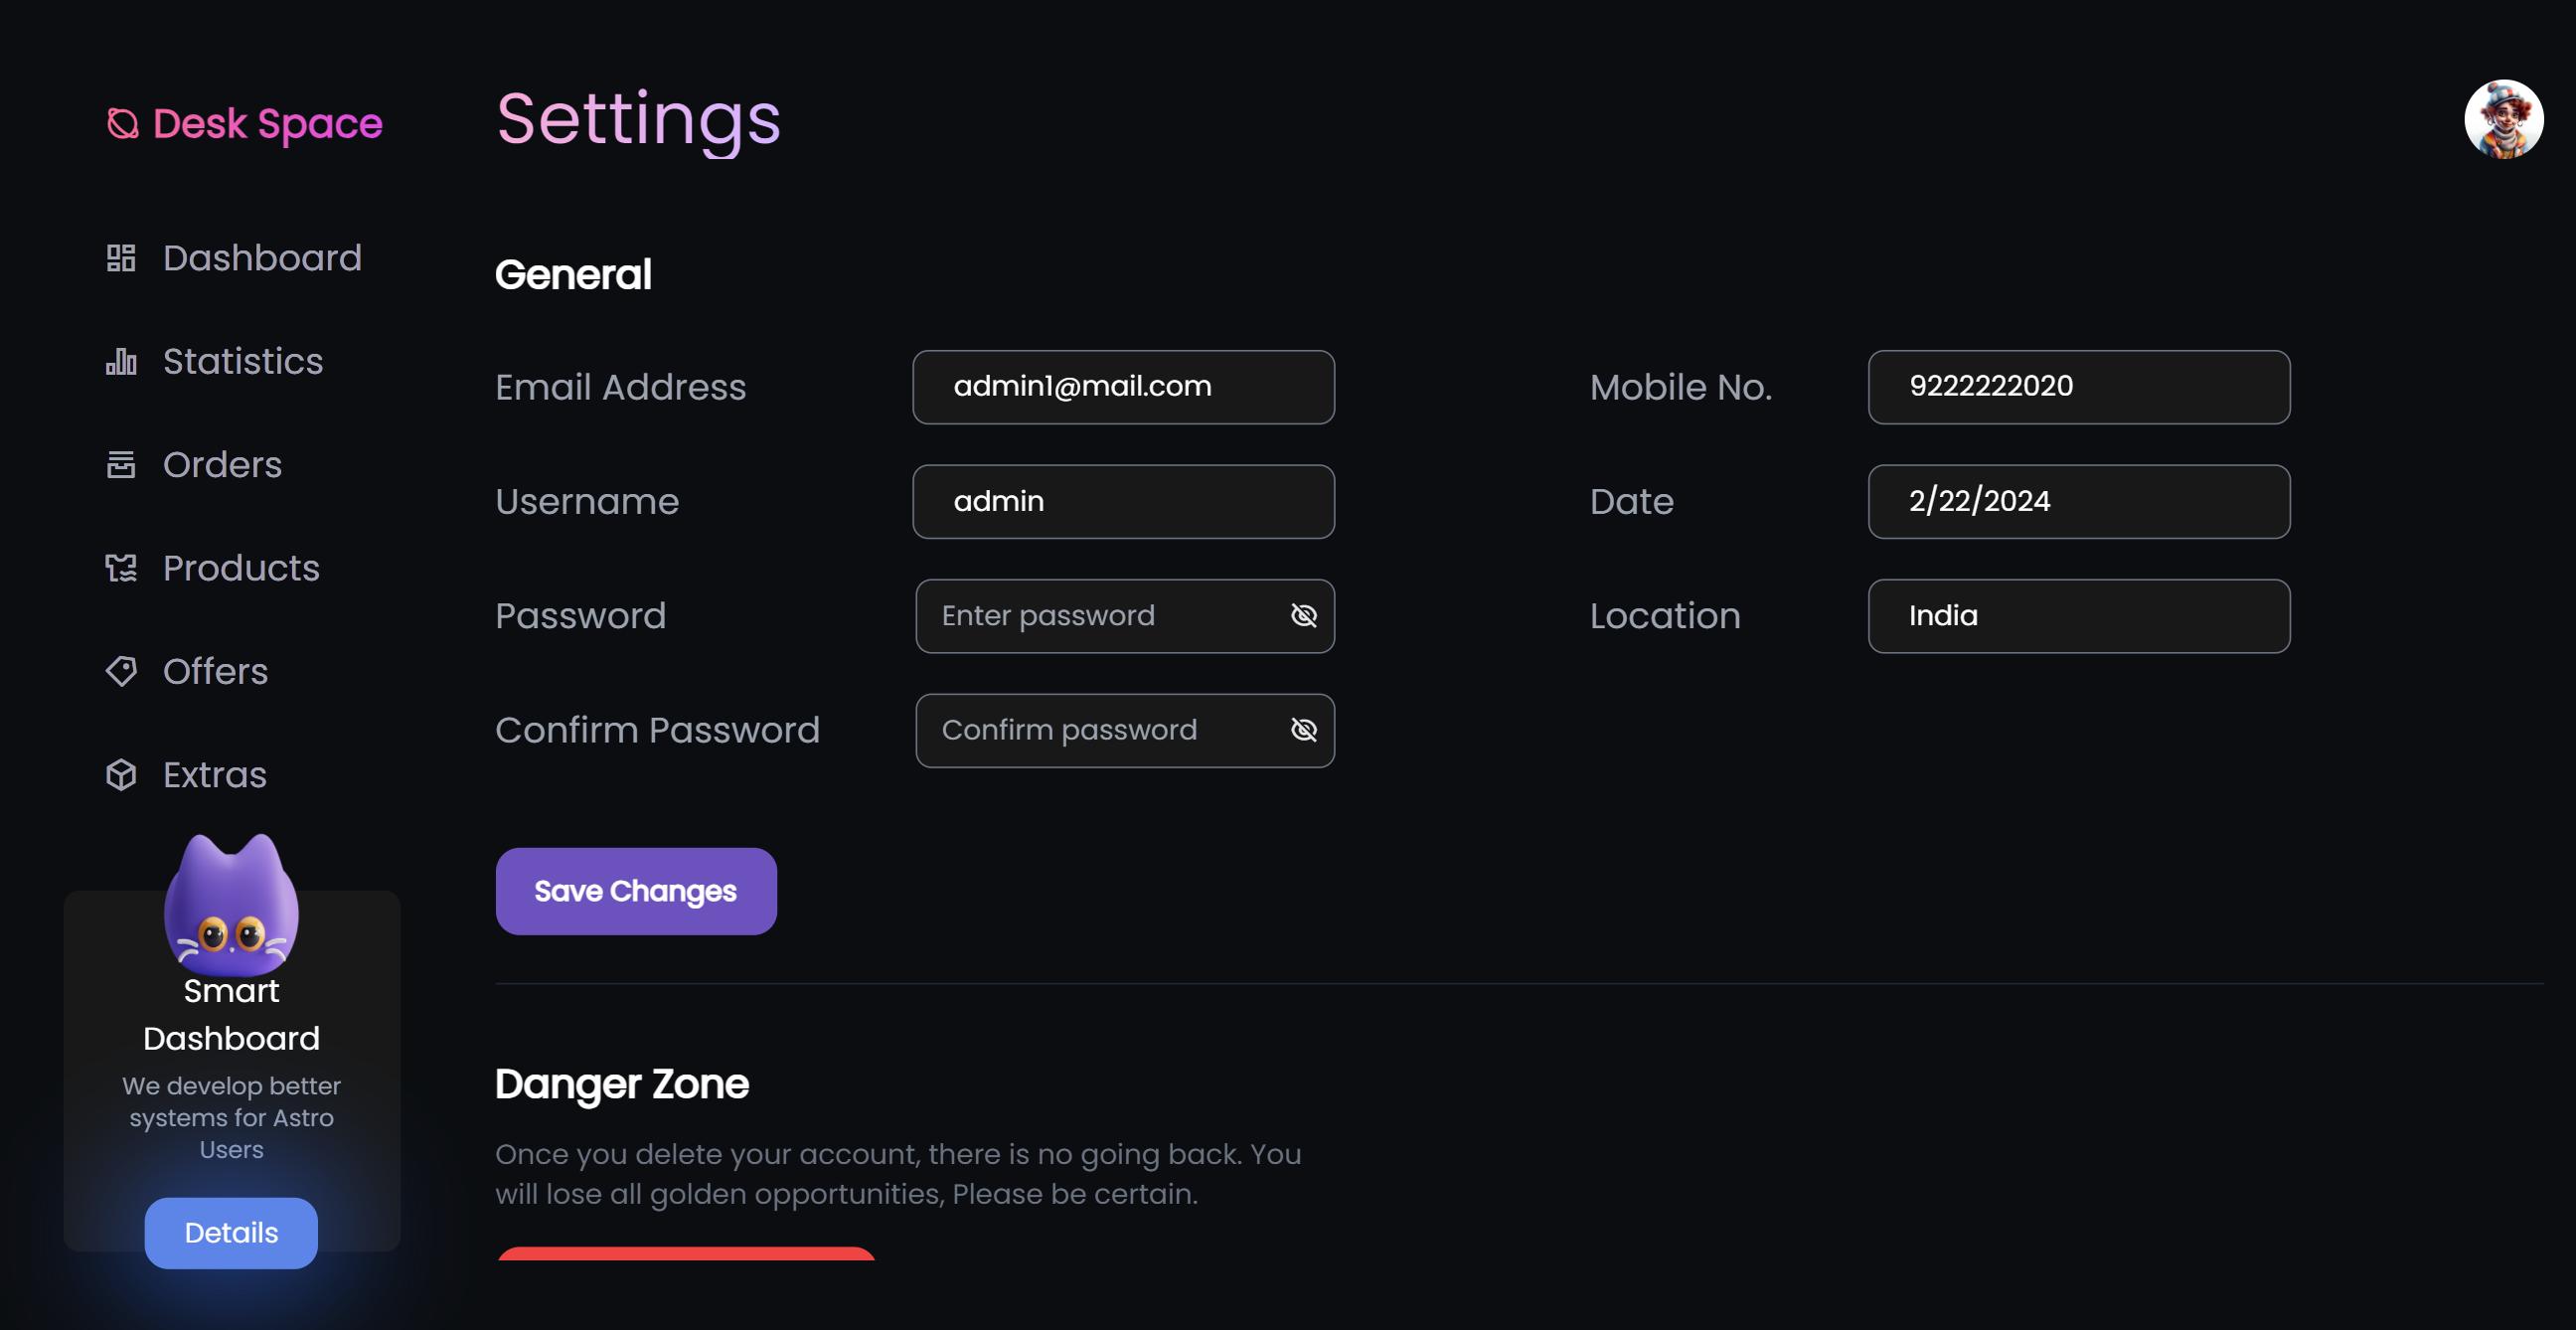 Desk Space
Settings
Dashboard
Statistics
Orders
Products
Offers
Extras
Smart
Dashboard
We develop better
systems for Astro
Users
Details
General
Email Address
admin1@mail.com
Mobile No.
9222222020
Username
admin
Date
2/22/2024
Password
Enter password
Location
India
Confirm Password
Confirm password
Save Changes
Danger Zone
Once you delete your account, there is no going back. You
will lose all golden opportunities, Please be certain.